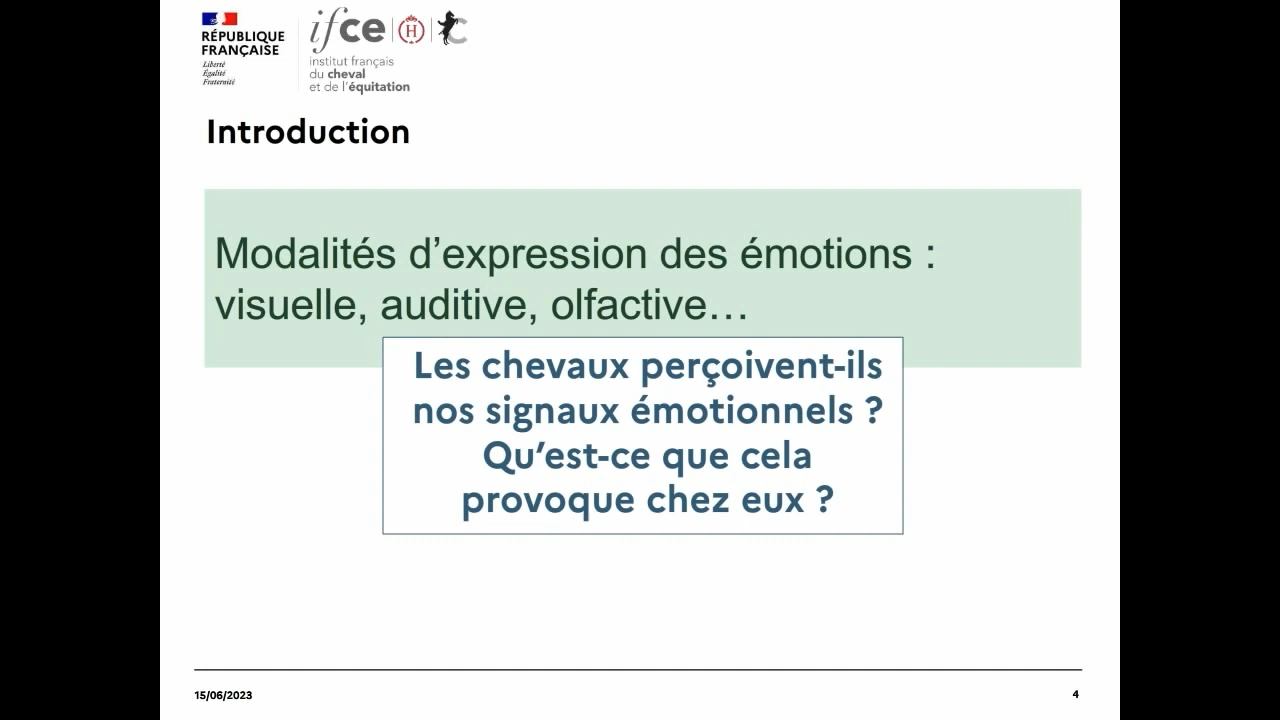 RÉPUBLIQUE
FRANÇAISE
Liberté
Égalité
Fraternité
ifce
H
institut français
du cheval
et de l'équitation
Introduction
Modalités d’expression des émotions :
visuelle, auditive, olfactive…
Les chevaux perçoivent-ils
nos signaux émotionnels ?
Qu’est-ce que cela
provoque chez eux ?
15/06/2023
4